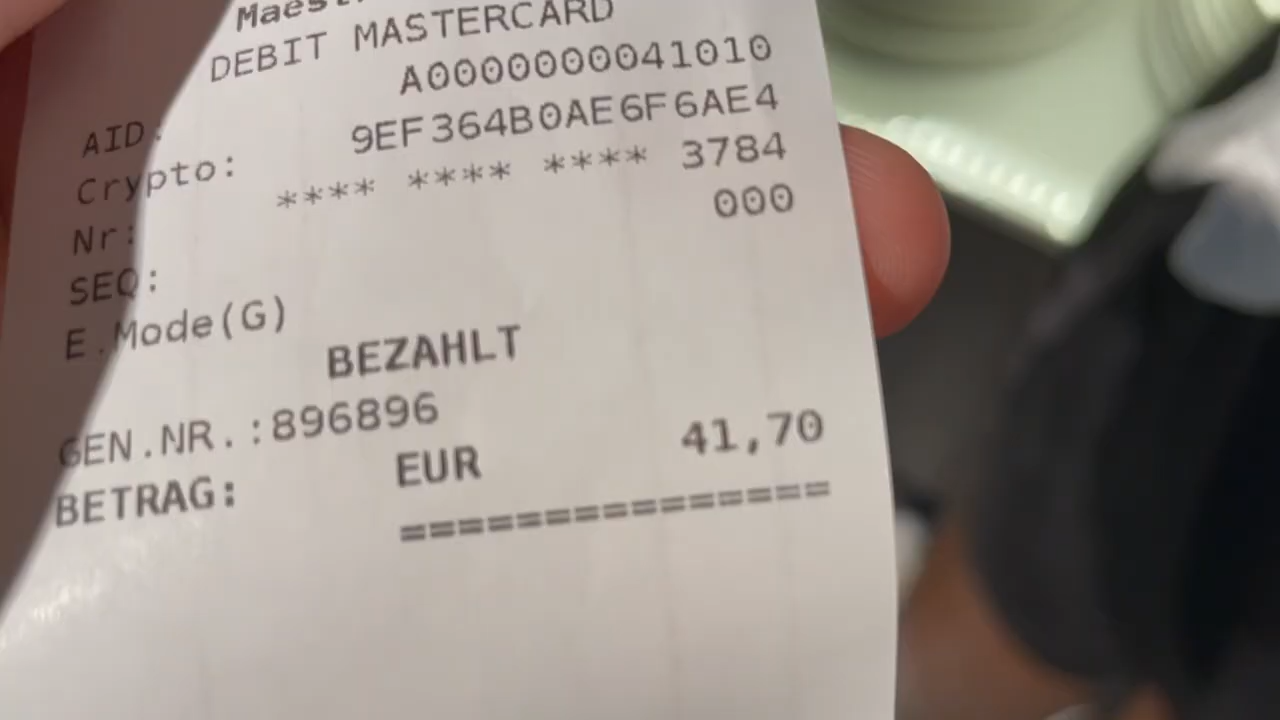 Maest
DEBIT MASTERCARD
AID: A0000000041010
Crypto: 9EF364B0AE6F6AE4
Nr: **** **** **** 3784
SEQ: 000
E.Mode(G)
BEZAHLT
GEN.NR.:896896
BETRAG: EUR 41,70
===============